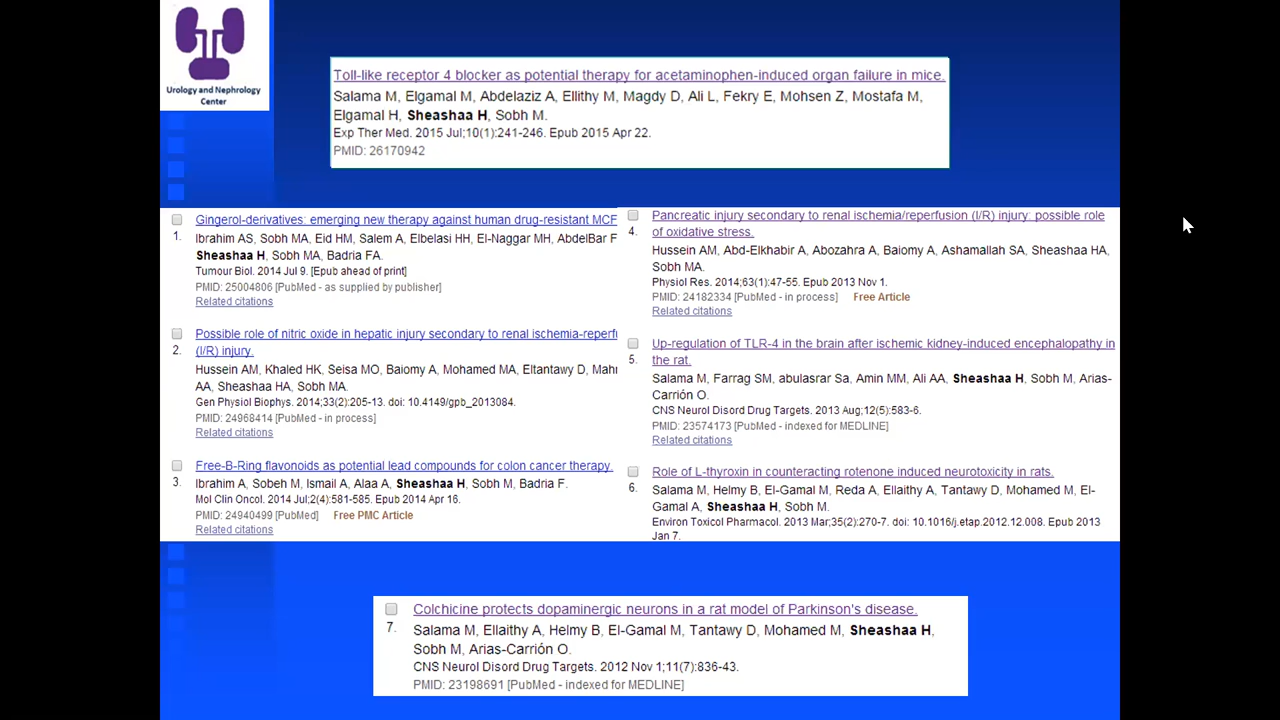 Urology and Nephrology
Center
Toll-like receptor 4 blocker as potential therapy for acetaminophen-induced organ failure in mice.
Salama M, Elgamal M, Abdelaziz A, Ellithy M, Magdy D, Ali L, Fekry E, Mohsen Z, Mostafa M,
Elgamal H, Sheashaa H, Sobh M.
Exp Ther Med. 2015 Jul;10(1):241-246. Epub 2015 Apr 22.
PMID: 26170942
Gingerol-derivatives: emerging new therapy against human drug-resistant MCF
1.
Ibrahim AS, Sobh MA, Eid HM, Salem A, Elbelasi HH, El-Naggar MH, AbdelBar F
Sheashaa H, Sobh MA, Badria FA.
Tumour Biol. 2014 Jul 9. [Epub ahead of print]
PMID: 25004806 [PubMed - as supplied by publisher]
Related citations
Possible role of nitric oxide in hepatic injury secondary to renal ischemia-reperfu
2.
(I/R) injury.
Hussein AM, Khaled HK, Seisa MO, Baiomy A, Mohamed MA, Eltantawy D, Mahr
AA, Sheashaa HA, Sobh MA.
Gen Physiol Biophys. 2014;33(2):205-13. doi: 10.4149/gpb_2013084.
PMID: 24968414 [PubMed - in process]
Related citations
Free-B-Ring flavonoids as potential lead compounds for colon cancer therapy.
3.
Ibrahim A, Sobeh M, Ismail A, Alaa A, Sheashaa H, Sobh M, Badria F.
Mol Clin Oncol. 2014 Jul;2(4):581-585. Epub 2014 Apr 16.
PMID: 24940499 [PubMed] Free PMC Article
Related citations
Pancreatic injury secondary to renal ischemia/reperfusion (I/R) injury: possible role
4.
of oxidative stress.
Hussein AM, Abd-Elkhabir A, Abozahra A, Baiomy A, Ashamallah SA, Sheashaa HA,
Sobh MA.
Physiol Res. 2014;63(1):47-55. Epub 2013 Nov 1.
PMID: 24182334 [PubMed - in process] Free Article
Related citations
Up-regulation of TLR-4 in the brain after ischemic kidney-induced encephalopathy in
5.
the rat.
Salama M, Farrag SM, abulasrar Sa, Amin MM, Ali AA, Sheashaa H, Sobh M, Arias-
Carrión O.
CNS Neurol Disord Drug Targets. 2013 Aug;12(5):583-6.
PMID: 23574173 [PubMed - indexed for MEDLINE]
Related citations
Role of L-thyroxin in counteracting rotenone induced neurotoxicity in rats.
6.
Salama M, Helmy B, El-Gamal M, Reda A, Ellaithy A, Tantawy D, Mohamed M, El-
Gamal A, Sheashaa H, Sobh M.
Environ Toxicol Pharmacol. 2013 Mar;35(2):270-7. doi: 10.1016/j.etap.2012.12.008. Epub 2013
Jan 7.
Colchicine protects dopaminergic neurons in a rat model of Parkinson's disease.
7.
Salama M, Ellaithy A, Helmy B, El-Gamal M, Tantawy D, Mohamed M, Sheashaa H,
Sobh M, Arias-Carrión O.
CNS Neurol Disord Drug Targets. 2012 Nov 1;11(7):836-43.
PMID: 23198691 [PubMed - indexed for MEDLINE]